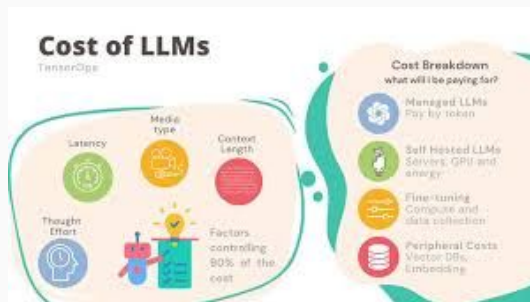 Cost of LLMs
TensorOps
Latency
Media
type
Context
Length
Thought
Effort
Factors
controlling
90% of the
cost
Cost Breakdown
what will i be paying for?
Managed LLMs
Pay by token
Self Hosted LLMs
Servers, GPU and
energy
Fine-tuning
Compute and
data collection
Peripheral Costs
Vector DBs,
Embedding